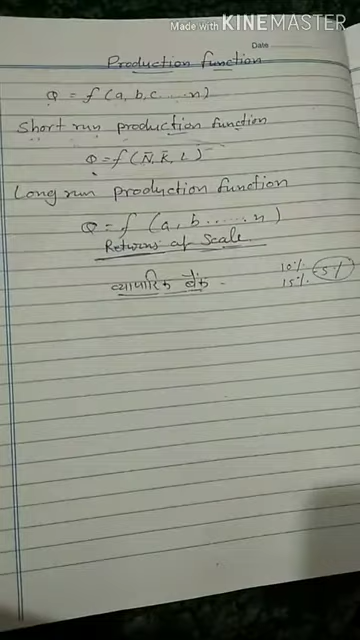 Made with KINEMASTER
Date
Production function
Q = f (a, b, c ..... n)
Short run production function
Q = f (N̄, K̄, L)
Long run production function
Q = f (a, b ...... n)
Returns of Scale
व्यापारिक बैंक -
10%
15%
5%